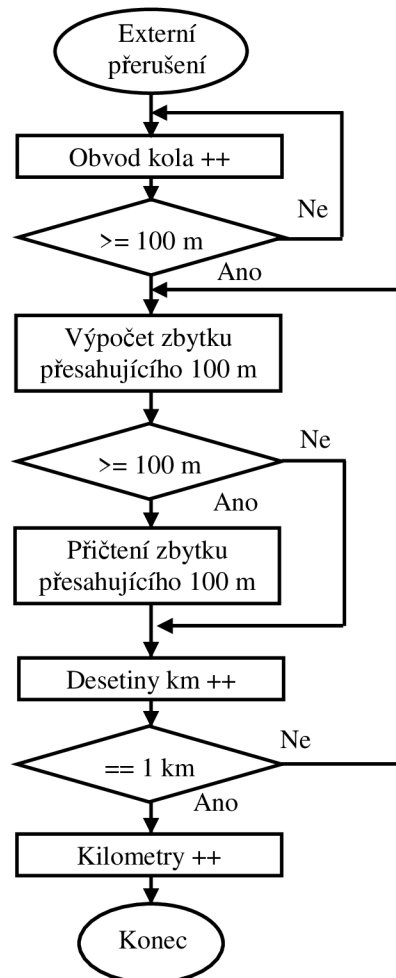 Externí
přerušení
Obvod kola ++
Ne
>= 100 m
Ano
Výpočet zbytku
přesahujícího 100 m
Ne
>= 100 m
Ano
Přičtení zbytku
přesahujícího 100 m
Desetiny km ++
Ne
== 1 km
Ano
Kilometry ++
Konec